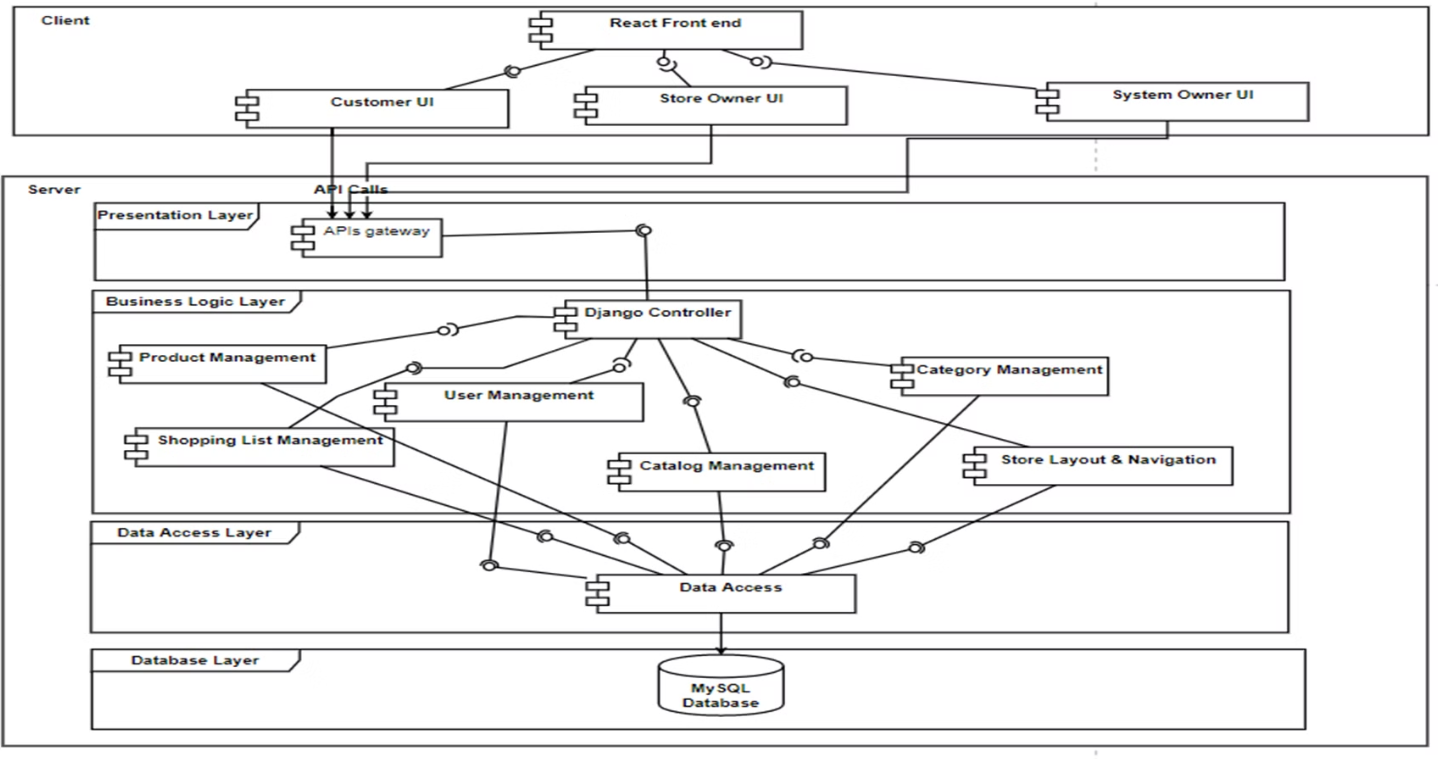 Client
React Front end
Customer UI
Store Owner UI
System Owner UI
Server
API Calls
Presentation Layer
APIs gateway
Business Logic Layer
Django Controller
Product Management
User Management
Category Management
Shopping List Management
Catalog Management
Store Layout & Navigation
Data Access Layer
Data Access
Database Layer
MySQL
Database